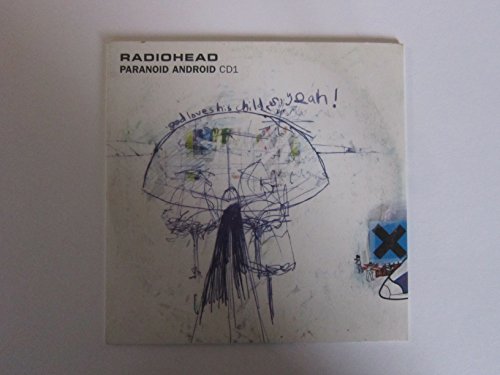 RADIOHEAD
PARANOID ANDROID CD1
god loves his children, yeah!